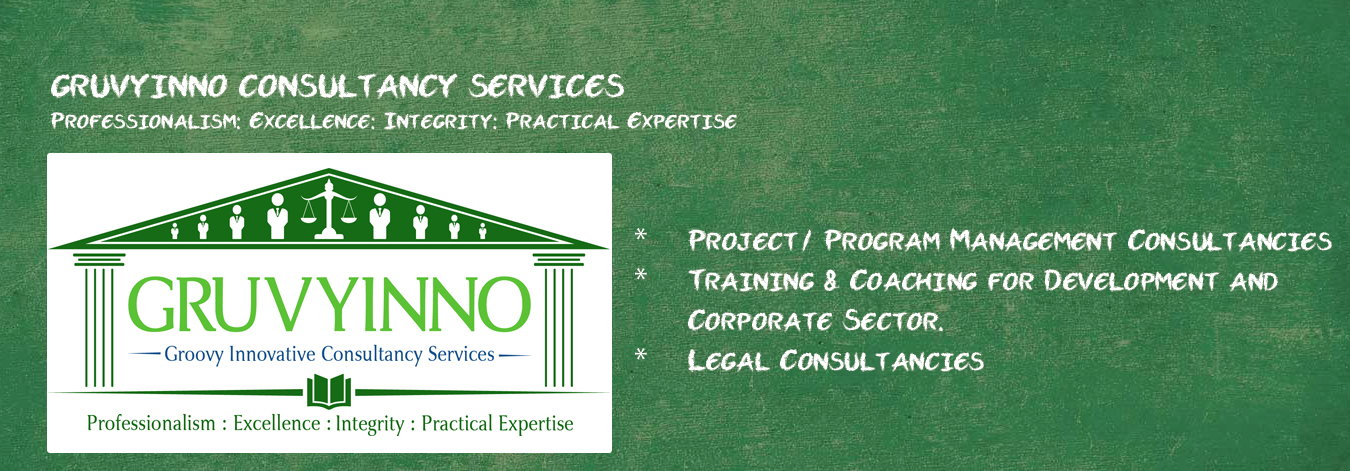 GRUVYINNO CONSULTANCY SERVICES
PROFESSIONALISM: EXCELLENCE: INTEGRITY: PRACTICAL EXPERTISE
GRUVYINNO
Groovy Innovative Consultancy Services
Professionalism : Excellence : Integrity : Practical Expertise
* PROJECT/ PROGRAM MANAGEMENT CONSULTANCIES
* TRAINING & COACHING FOR DEVELOPMENT AND
CORPORATE SECTOR.
* LEGAL CONSULTANCIES